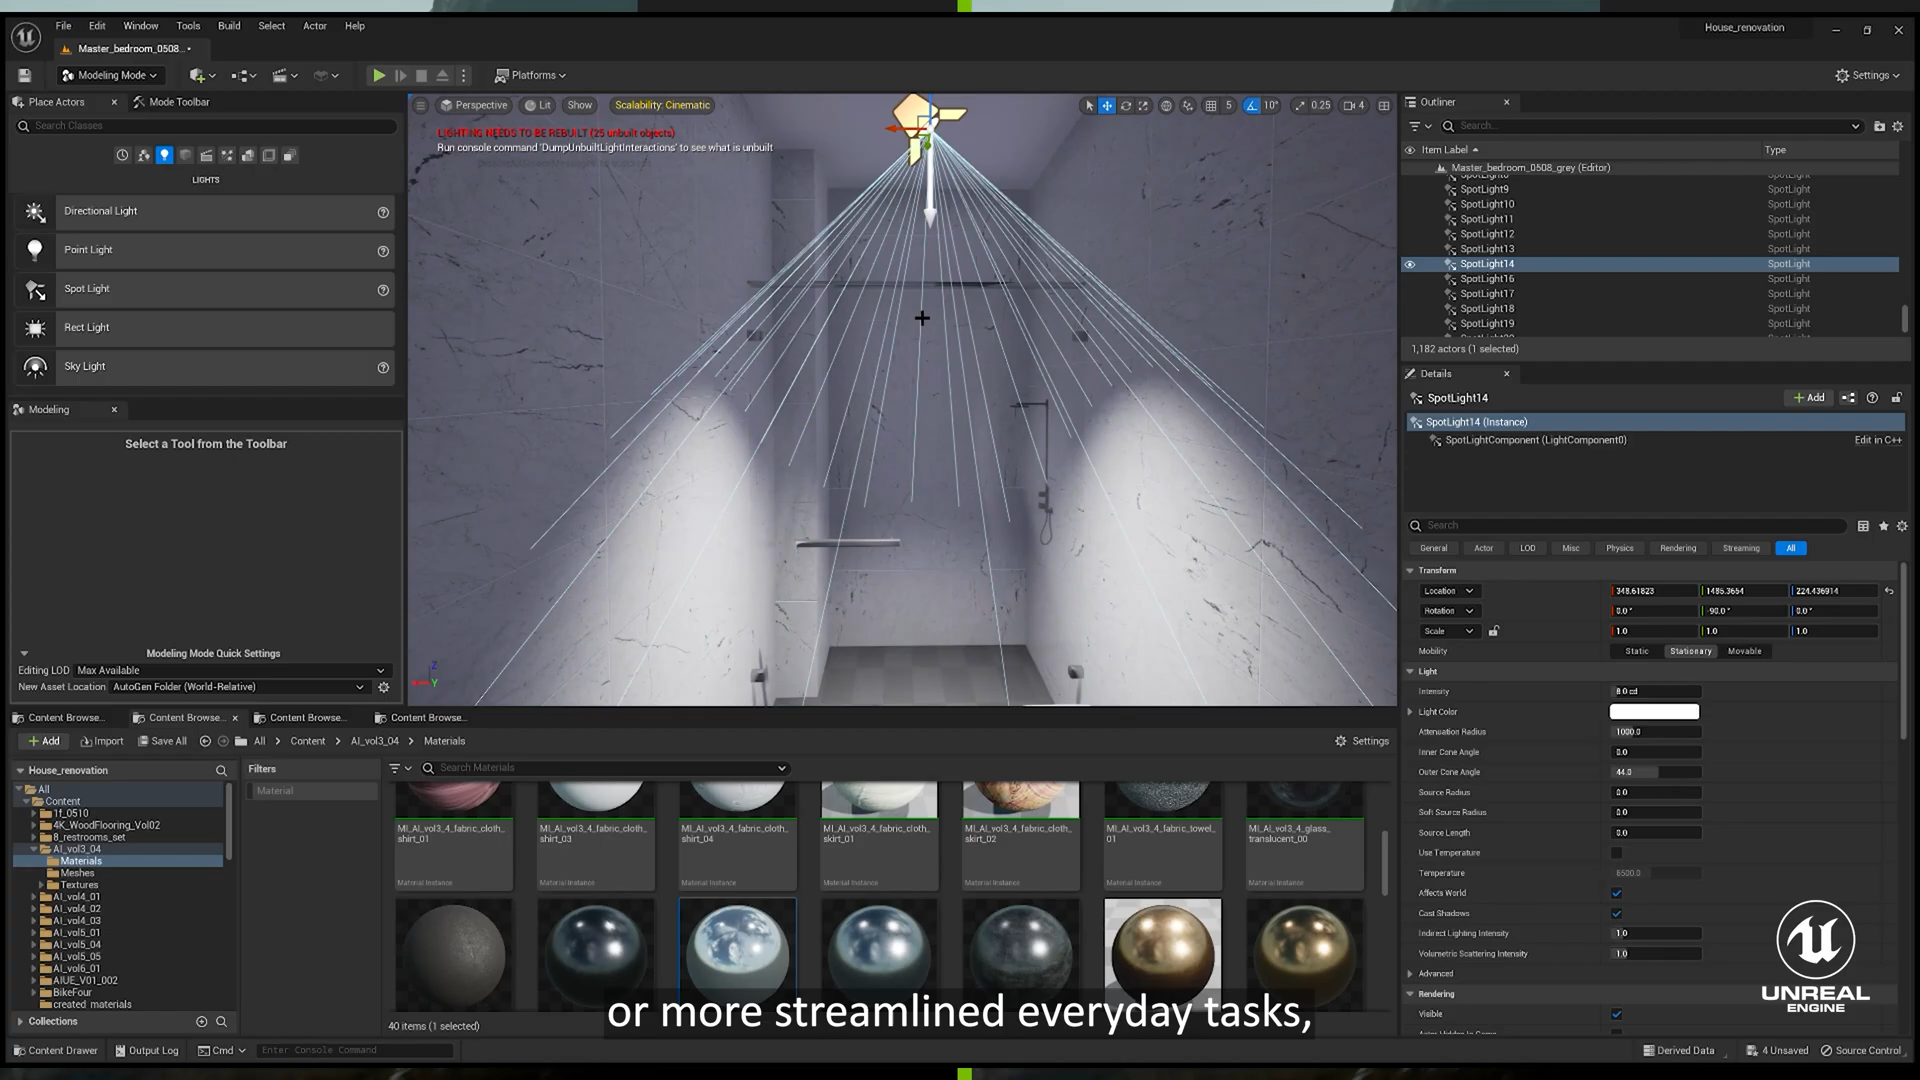 File Edit Window Tools Build Select Actor Help
House_renovation
Master_bedroom_0508...
Modeling Mode
Platforms
Settings
Place Actors
Mode Toolbar
Search Classes
LIGHTS
Directional Light
Point Light
Spot Light
Rect Light
Sky Light
Modeling
Select a Tool from the Toolbar
Modeling Mode Quick Settings
Editing LOD Max Available
New Asset Location AutoGen Folder (World-Relative)
Perspective Lit Show Scalability: Cinematic
5 10° 0.25 4
LIGHTING NEEDS TO BE REBUILT (25 unbuilt objects)
Run console command 'DumpUnbuiltLightInteractions' to see what is unbuilt
Z
Y
Outliner
Search...
Item Label Type
Master_bedroom_0508_grey (Editor)
SpotLight9 SpotLight
SpotLight10 SpotLight
SpotLight11 SpotLight
SpotLight12 SpotLight
SpotLight13 SpotLight
SpotLight14 SpotLight
SpotLight16 SpotLight
SpotLight17 SpotLight
SpotLight18 SpotLight
SpotLight19 SpotLight
1,182 actors (1 selected)
Details
SpotLight14
+ Add
SpotLight14 (Instance)
SpotLightComponent (LightComponent0) Edit in C++
Search
General Actor LOD Misc Physics Rendering Streaming All
Transform
Location 348.61823 1485.3654 224.436914
Rotation 0.0° -90.0° 0.0°
Scale 1.0 1.0 1.0
Mobility Static Stationary Movable
Light
Intensity 8.0 cd
Light Color
Attenuation Radius 1000.0
Inner Cone Angle 0.0
Outer Cone Angle 44.0
Source Radius 0.0
Soft Source Radius 0.0
Source Length 0.0
Use Temperature
Temperature 6500.0
Affects World
Cast Shadows
Indirect Lighting Intensity 1.0
Volumetric Scattering Intensity 1.0
Advanced
Rendering
Visible
Content Browse... Content Browse... Content Browse... Content Browse...
+ Add Import Save All All > Content > AI_vol3_04 > Materials
Settings
House_renovation
All
Content
1f_0510
4K_WoodFlooring_Vol02
8_restrooms_set
AI_vol3_04
Materials
Meshes
Textures
AI_vol4_01
AI_vol4_02
AI_vol4_03
AI_vol5_01
AI_vol5_04
AI_vol5_05
AI_vol6_01
AIUE_V01_002
BikeFour
created_materials
Collections
Filters
Material
Search Materials
MI_AI_vol3_4_fabric_cloth_shirt_01
Material Instance
MI_AI_vol3_4_fabric_cloth_shirt_03
Material Instance
MI_AI_vol3_4_fabric_cloth_shirt_04
Material Instance
MI_AI_vol3_4_fabric_cloth_skirt_01
Material Instance
MI_AI_vol3_4_fabric_cloth_skirt_02
Material Instance
MI_AI_vol3_4_fabric_towel_01
Material Instance
MI_AI_vol3_4_glass_translucent_00
Material Instance
40 items (1 selected)
or more streamlined everyday tasks,
UNREAL
ENGINE
Content Drawer Output Log Cmd Enter Console Command
Derived Data 4 Unsaved Source Control